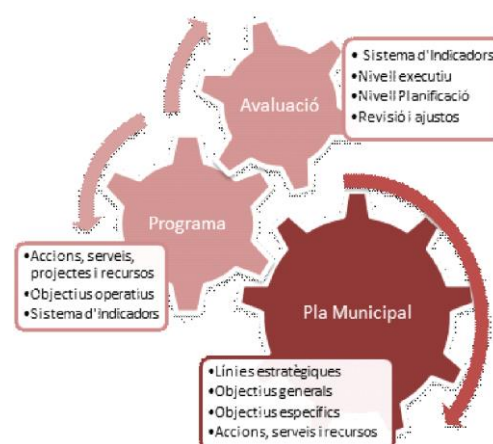 Avaluació
• Sistema d'Indicadors
• Nivell executiu
• Nivell Planificació
• Revisió i ajustos
Programa
•Accions, serveis,
projectes i recursos
•Objectius operatius
•Sistema d'Indicadors
Pla Municipal
•Línies estratègiques
•Objectius generals
•Objectius específics
•Accions, serveis i recursos